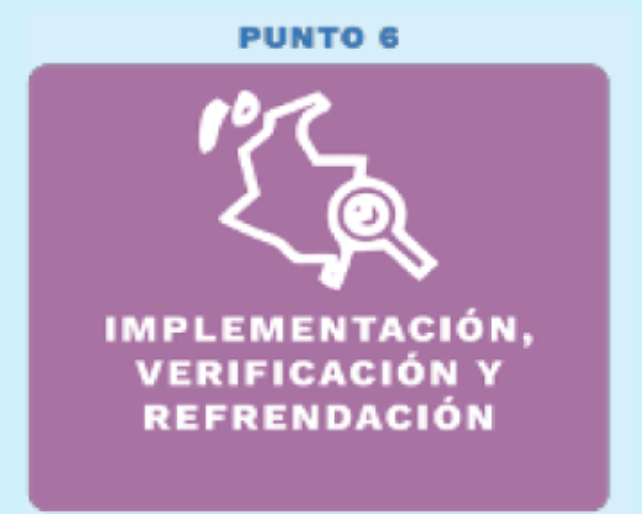 PUNTO 6
IMPLEMENTACIÓN,
VERIFICACIÓN Y
REFRENDACIÓN